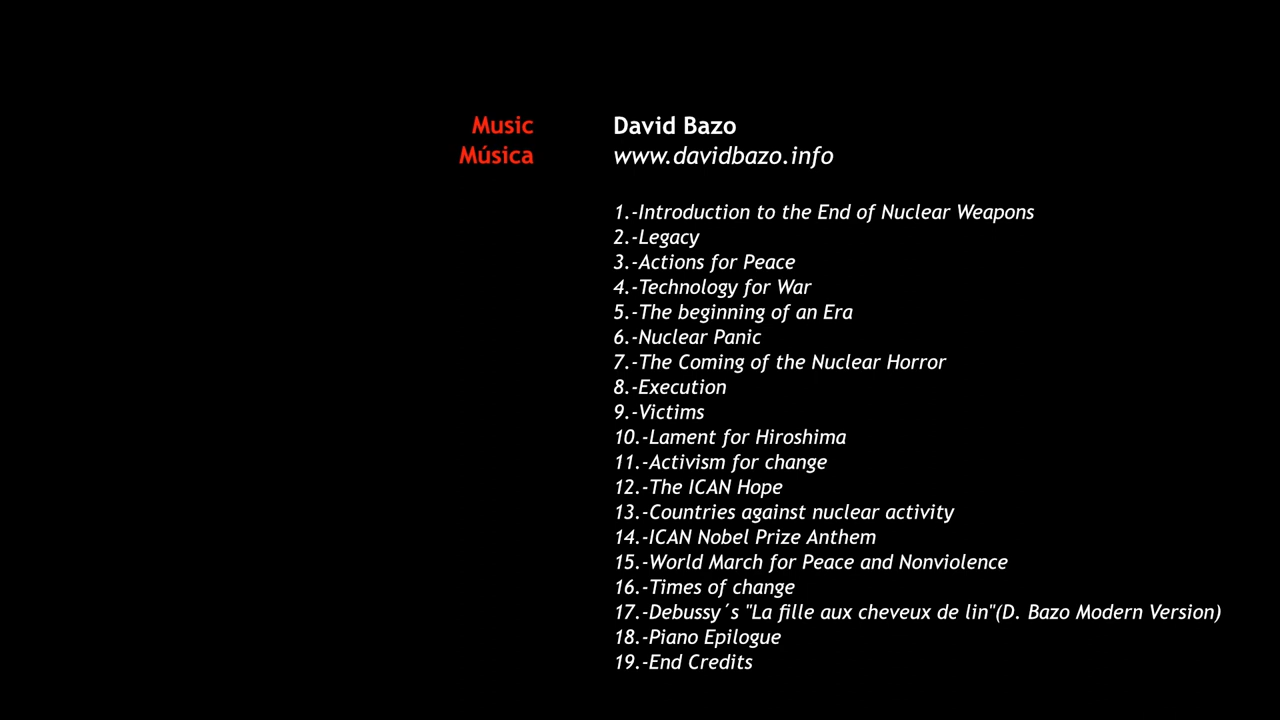 Music David Bazo
Música www.davidbazo.info
1.-Introduction to the End of Nuclear Weapons
2.-Legacy
3.-Actions for Peace
4.-Technology for War
5.-The beginning of an Era
6.-Nuclear Panic
7.-The Coming of the Nuclear Horror
8.-Execution
9.-Victims
10.-Lament for Hiroshima
11.-Activism for change
12.-The ICAN Hope
13.-Countries against nuclear activity
14.-ICAN Nobel Prize Anthem
15.-World March for Peace and Nonviolence
16.-Times of change
17.-Debussy´s "La fille aux cheveux de lin"(D. Bazo Modern Version)
18.-Piano Epilogue
19.-End Credits